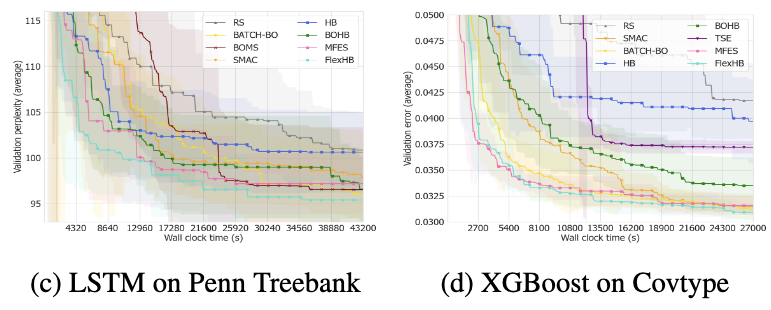 115
110
105
100
95
Validation perplexity (average)
RS
BATCH-BO
BOMS
SMAC
HB
BOHB
MFES
FlexHB
4320 8640 12960 17280 21600 25920 30240 34560 38880 43200
Wall clock time (s)
(c) LSTM on Penn Treebank
0.0500
0.0475
0.0450
0.0425
0.0400
0.0375
0.0350
0.0325
0.0300
Validation error (average)
RS
SMAC
BATCH-BO
HB
BOHB
TSE
MFES
FlexHB
2700 5400 8100 10800 13500 16200 18900 21600 24300 27000
Wall clock time (s)
(d) XGBoost on Covtype